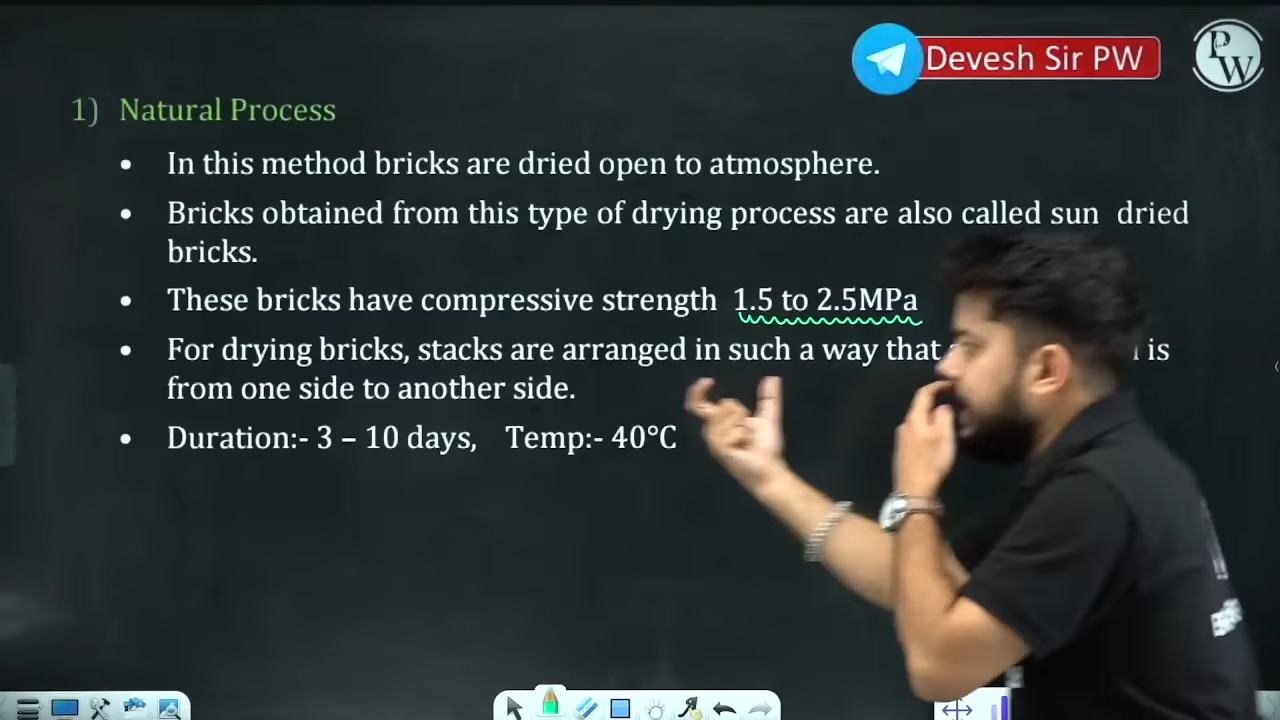 Devesh Sir PW
PW
1) Natural Process
• In this method bricks are dried open to atmosphere.
• Bricks obtained from this type of drying process are also called sun dried
bricks.
• These bricks have compressive strength 1.5 to 2.5MPa
• For drying bricks, stacks are arranged in such a way that is
from one side to another side.
• Duration:- 3 – 10 days, Temp:- 40°C